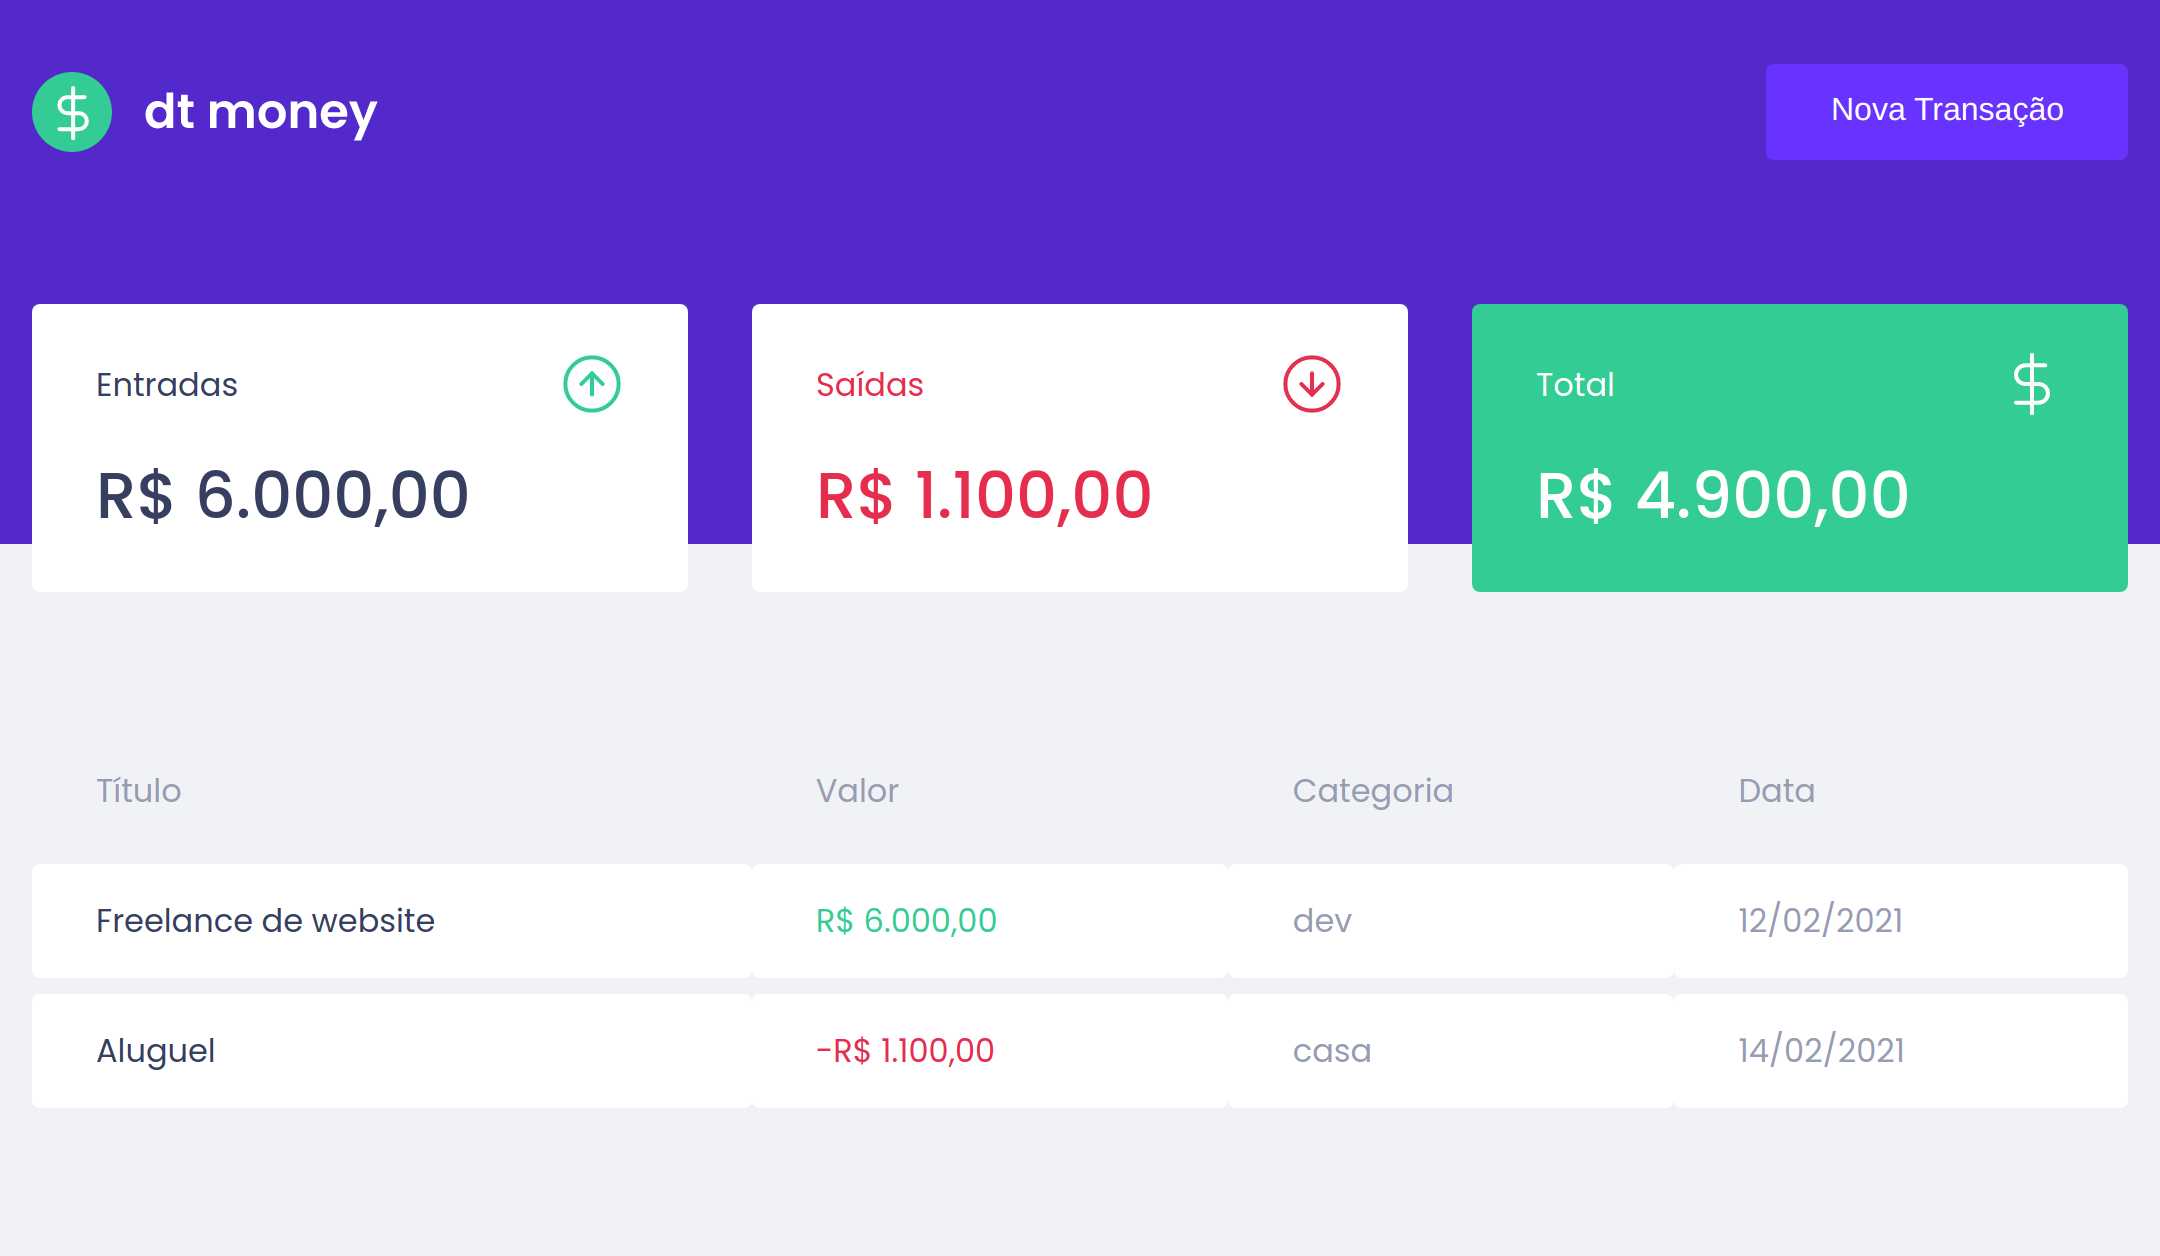 dt money
Nova Transação
Entradas
R$ 6.000,00
Saídas
R$ 1.100,00
Total
R$ 4.900,00
Título Valor Categoria Data
Freelance de website R$ 6.000,00 dev 12/02/2021
Aluguel -R$ 1.100,00 casa 14/02/2021